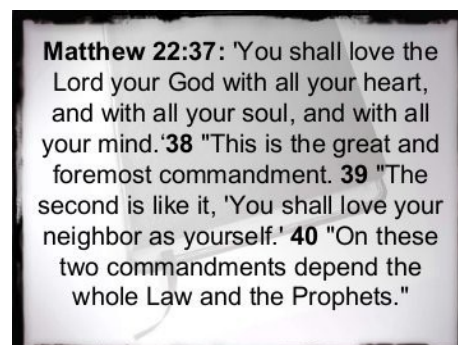 Matthew 22:37: 'You shall love the
Lord your God with all your heart,
and with all your soul, and with all
your mind.‘38 "This is the great and
foremost commandment. 39 "The
second is like it, 'You shall love your
neighbor as yourself.' 40 "On these
two commandments depend the
whole Law and the Prophets."